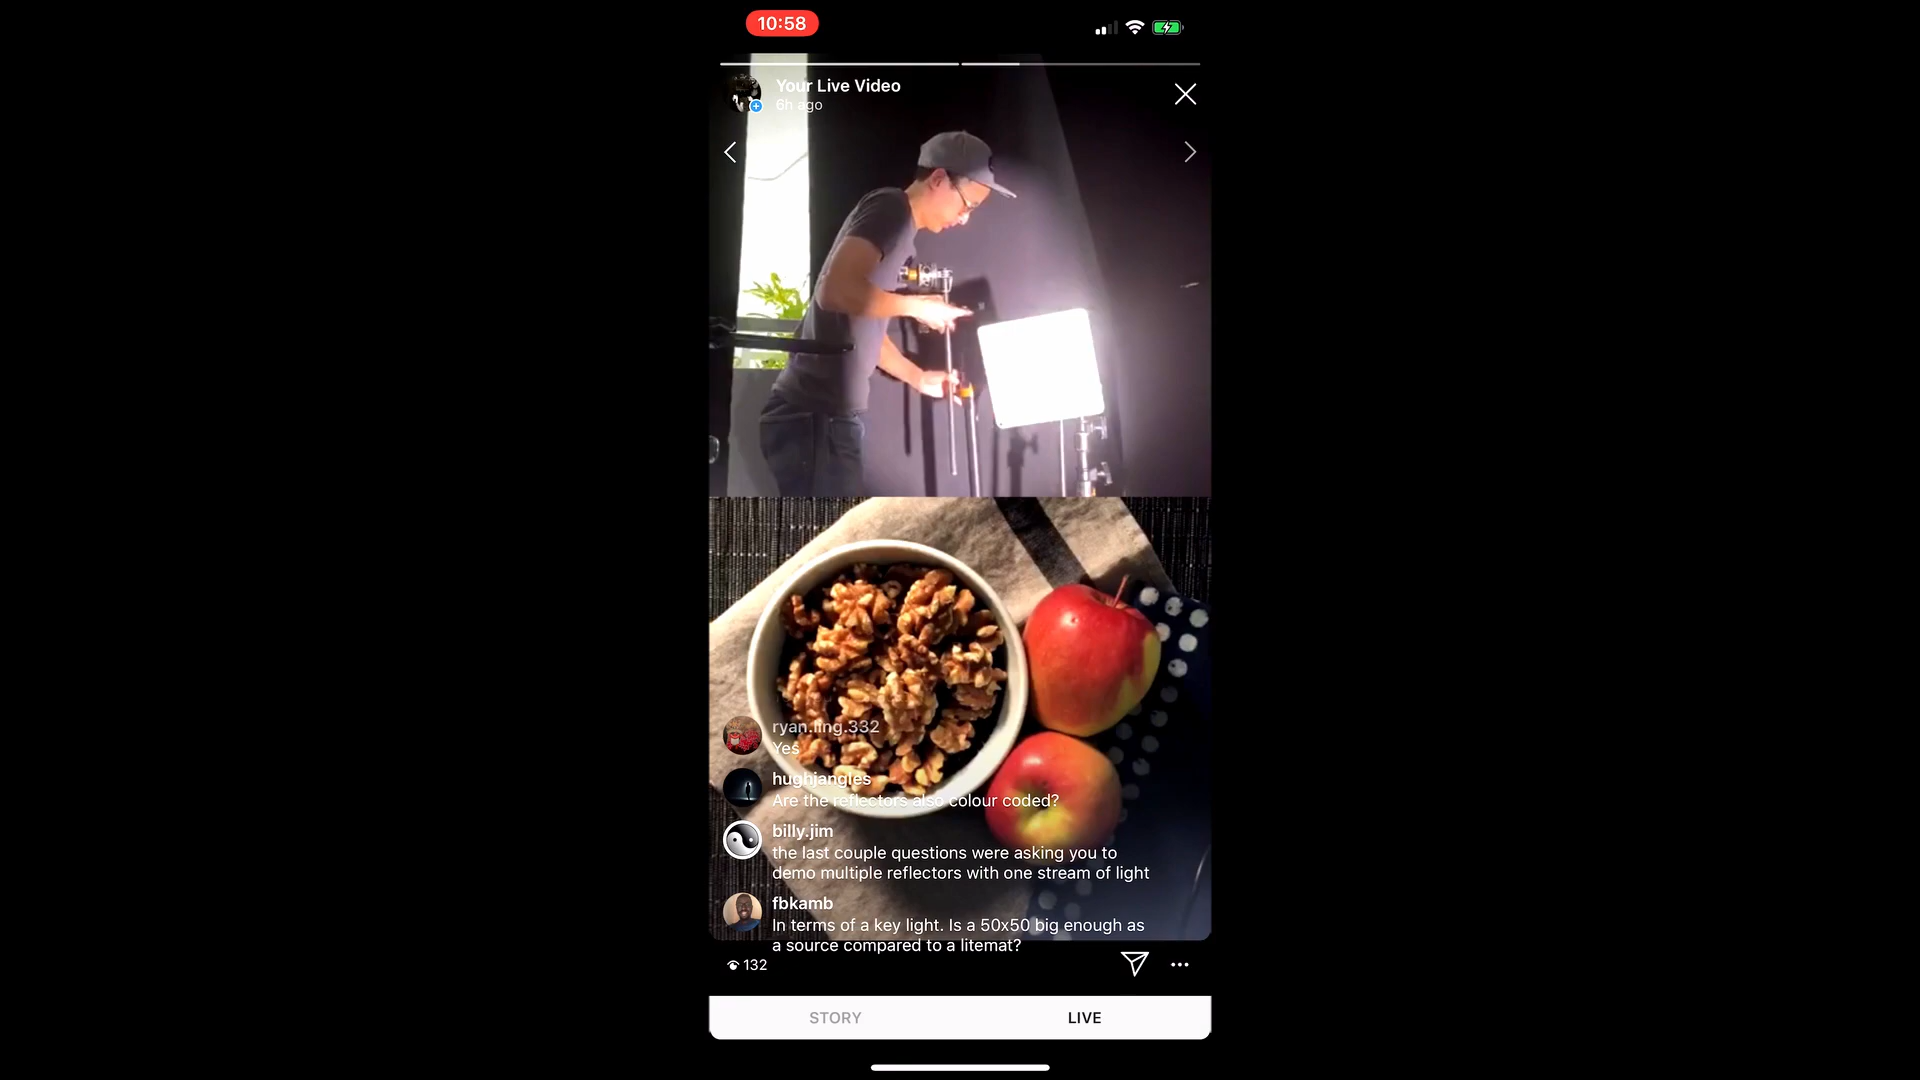 10:58
Your Live Video
6h ago
ryan.ling.332
Yes
hughjangles
Are the reflectors also colour coded?
billy.jim
the last couple questions were asking you to
demo multiple reflectors with one stream of light
fbkamb
In terms of a key light. Is a 50x50 big enough as
a source compared to a litemat?
132
STORY
LIVE